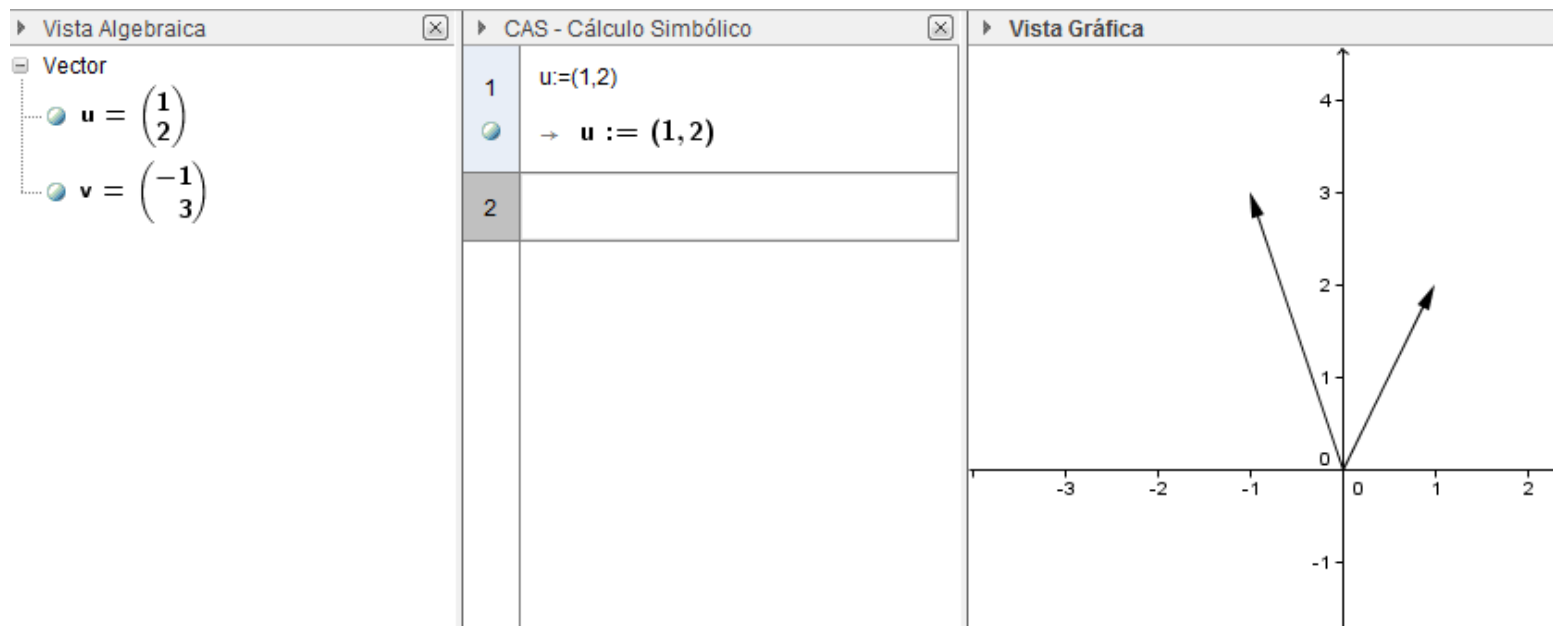 Vista Algebraica
Vector
u = (1 2)
v = (−1 3)
CAS - Cálculo Simbólico
1
u:=(1,2)
→ u := (1, 2)
2
Vista Gráfica
4
3
2
1
0
-3 -2 -1 0 1 2
-1